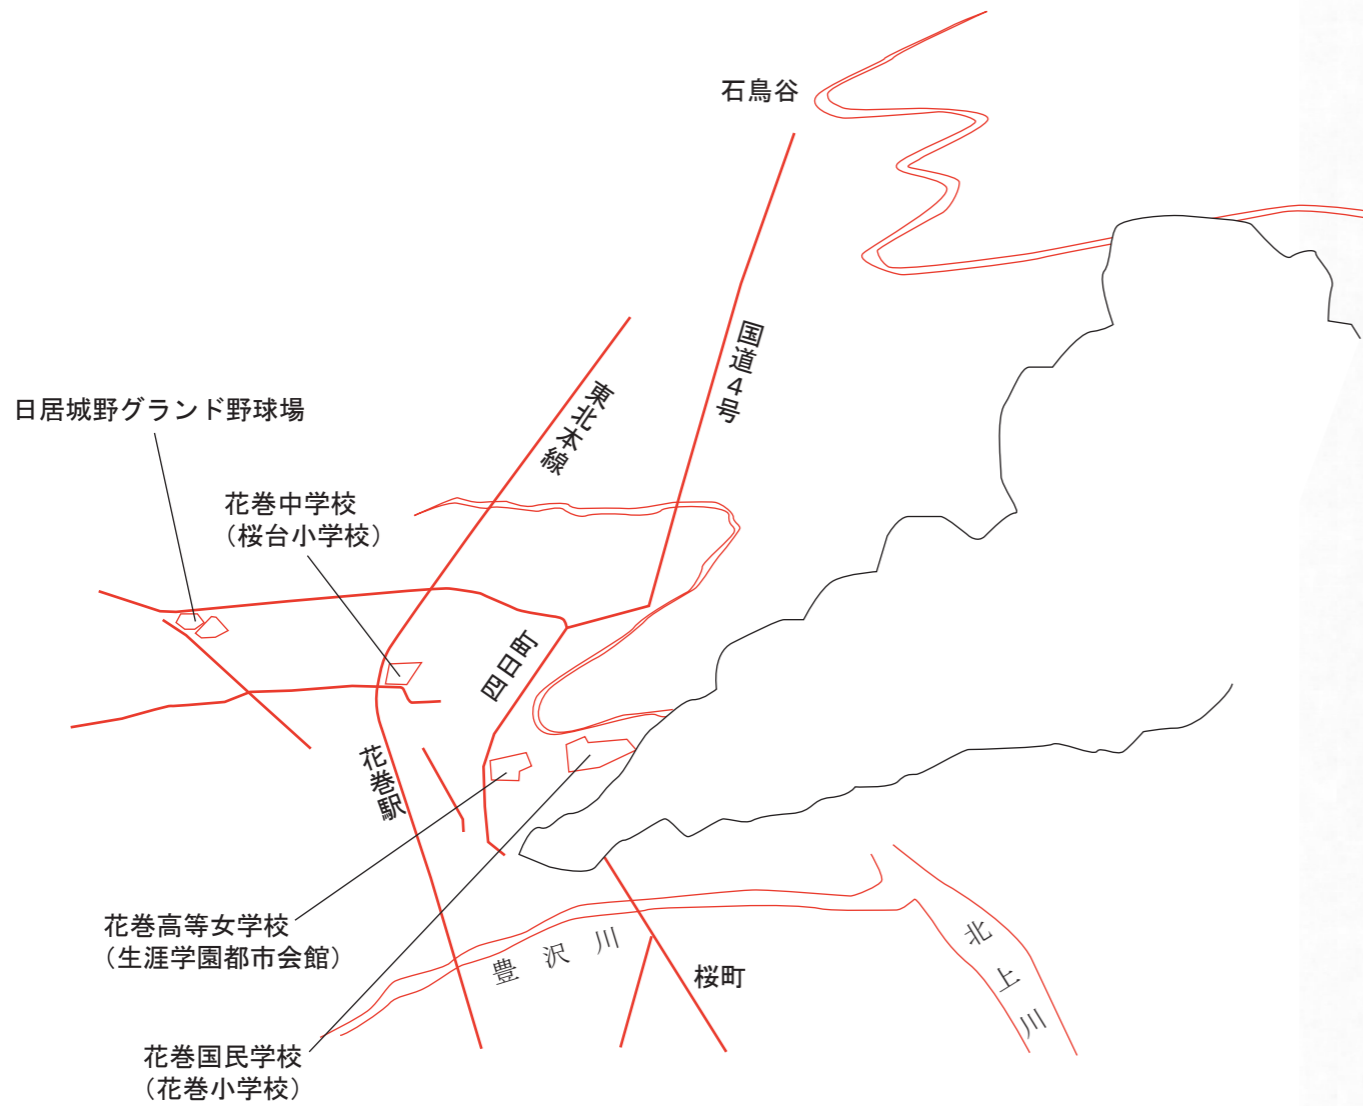 石鳥谷
国道4号
東北本線
日居城野グランド野球場
花巻中学校
（桜台小学校）
四日町
花巻駅
花巻高等女学校
（生涯学園都市会館）
豊沢川
北上川
桜町
花巻国民学校
（花巻小学校）